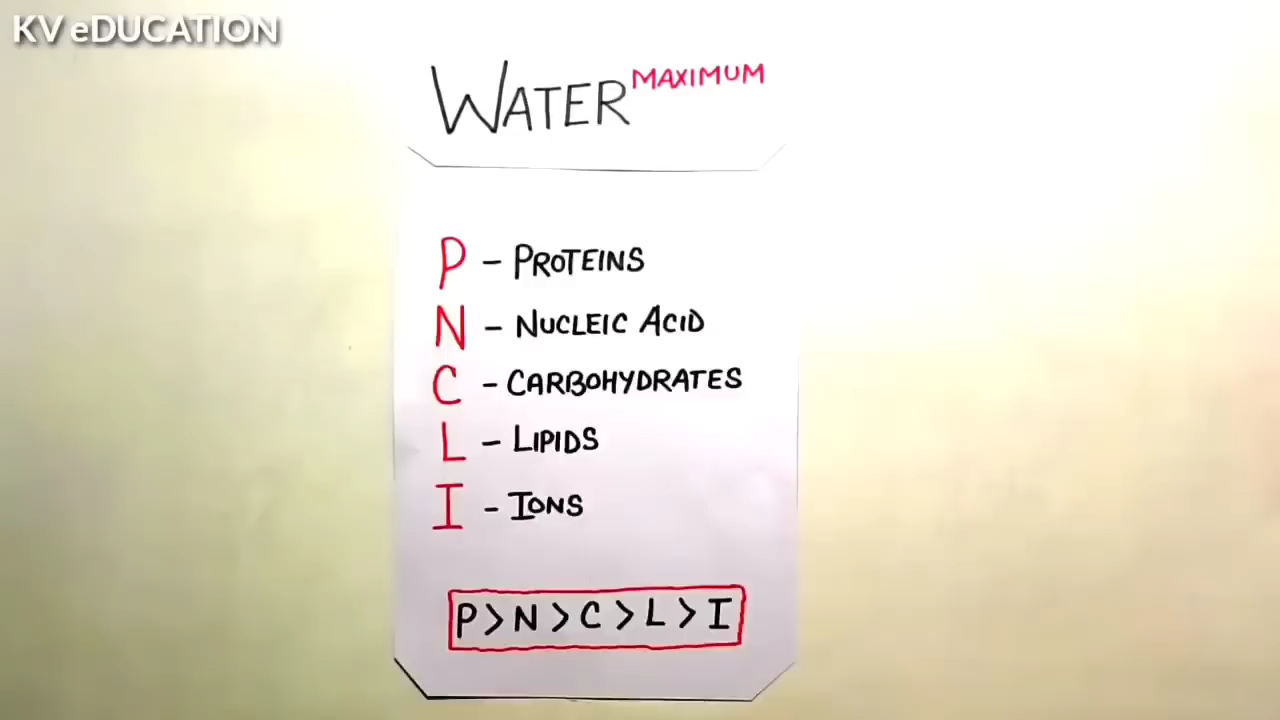 KV eDUCATION
WATER MAXIMUM
P - PROTEINS
N - NUCLEIC ACID
C - CARBOHYDRATES
L - LIPIDS
I - IONS
P > N > C > L > I